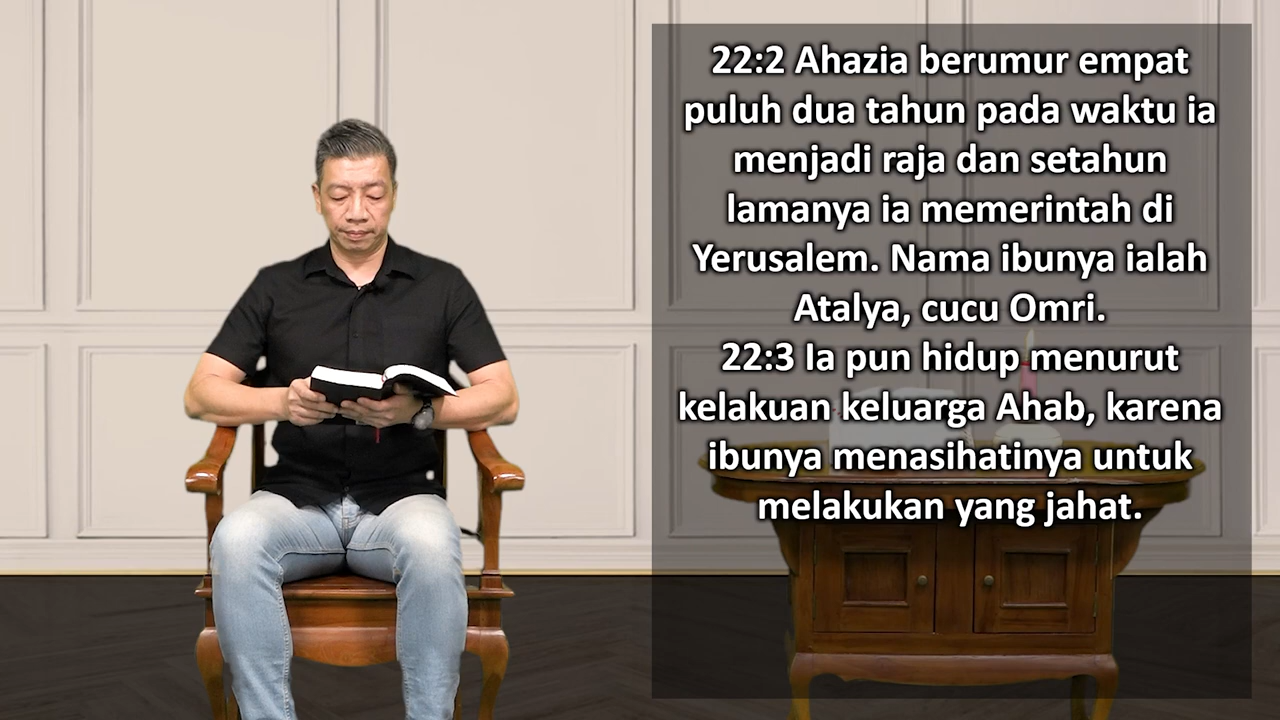 22:2 Ahazia berumur empat
puluh dua tahun pada waktu ia
menjadi raja dan setahun
lamanya ia memerintah di
Yerusalem. Nama ibunya ialah
Atalya, cucu Omri.
22:3 Ia pun hidup menurut
kelakuan keluarga Ahab, karena
ibunya menasihatinya untuk
melakukan yang jahat.